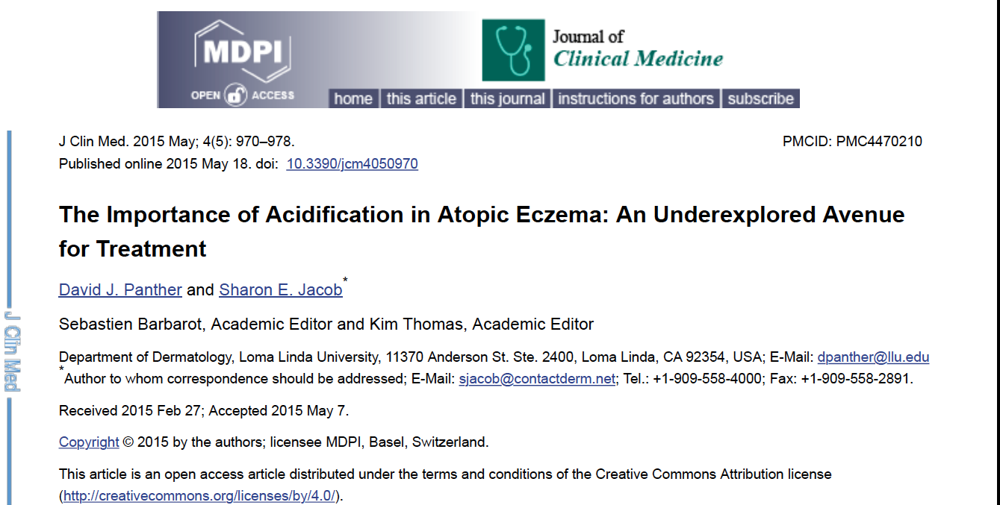 MDPI
OPEN ACCESS
Journal of
Clinical Medicine
home this article this journal instructions for authors subscribe
J Clin Med. 2015 May; 4(5): 970–978.
PMCID: PMC4470210
Published online 2015 May 18. doi: 10.3390/jcm4050970
The Importance of Acidification in Atopic Eczema: An Underexplored Avenue
for Treatment
David J. Panther and Sharon E. Jacob*
Sebastien Barbarot, Academic Editor and Kim Thomas, Academic Editor
Department of Dermatology, Loma Linda University, 11370 Anderson St. Ste. 2400, Loma Linda, CA 92354, USA; E-Mail: dpanther@llu.edu
*Author to whom correspondence should be addressed; E-Mail: sjacob@contactderm.net; Tel.: +1-909-558-4000; Fax: +1-909-558-2891.
Received 2015 Feb 27; Accepted 2015 May 7.
Copyright © 2015 by the authors; licensee MDPI, Basel, Switzerland.
This article is an open access article distributed under the terms and conditions of the Creative Commons Attribution license
(http://creativecommons.org/licenses/by/4.0/).
J Clin Med